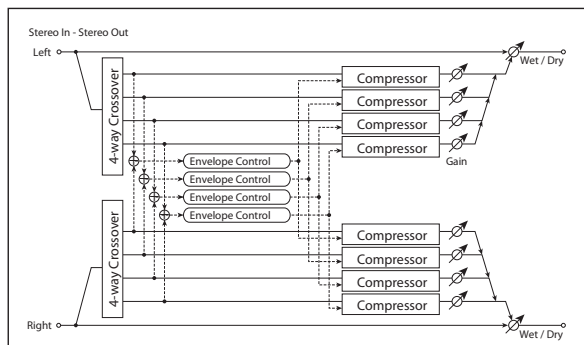 Stereo In - Stereo Out
Left
Wet / Dry
4-way Crossover
Compressor
Compressor
Compressor
Compressor
Gain
Envelope Control
Envelope Control
Envelope Control
Envelope Control
4-way Crossover
Compressor
Compressor
Compressor
Compressor
Right
Wet / Dry